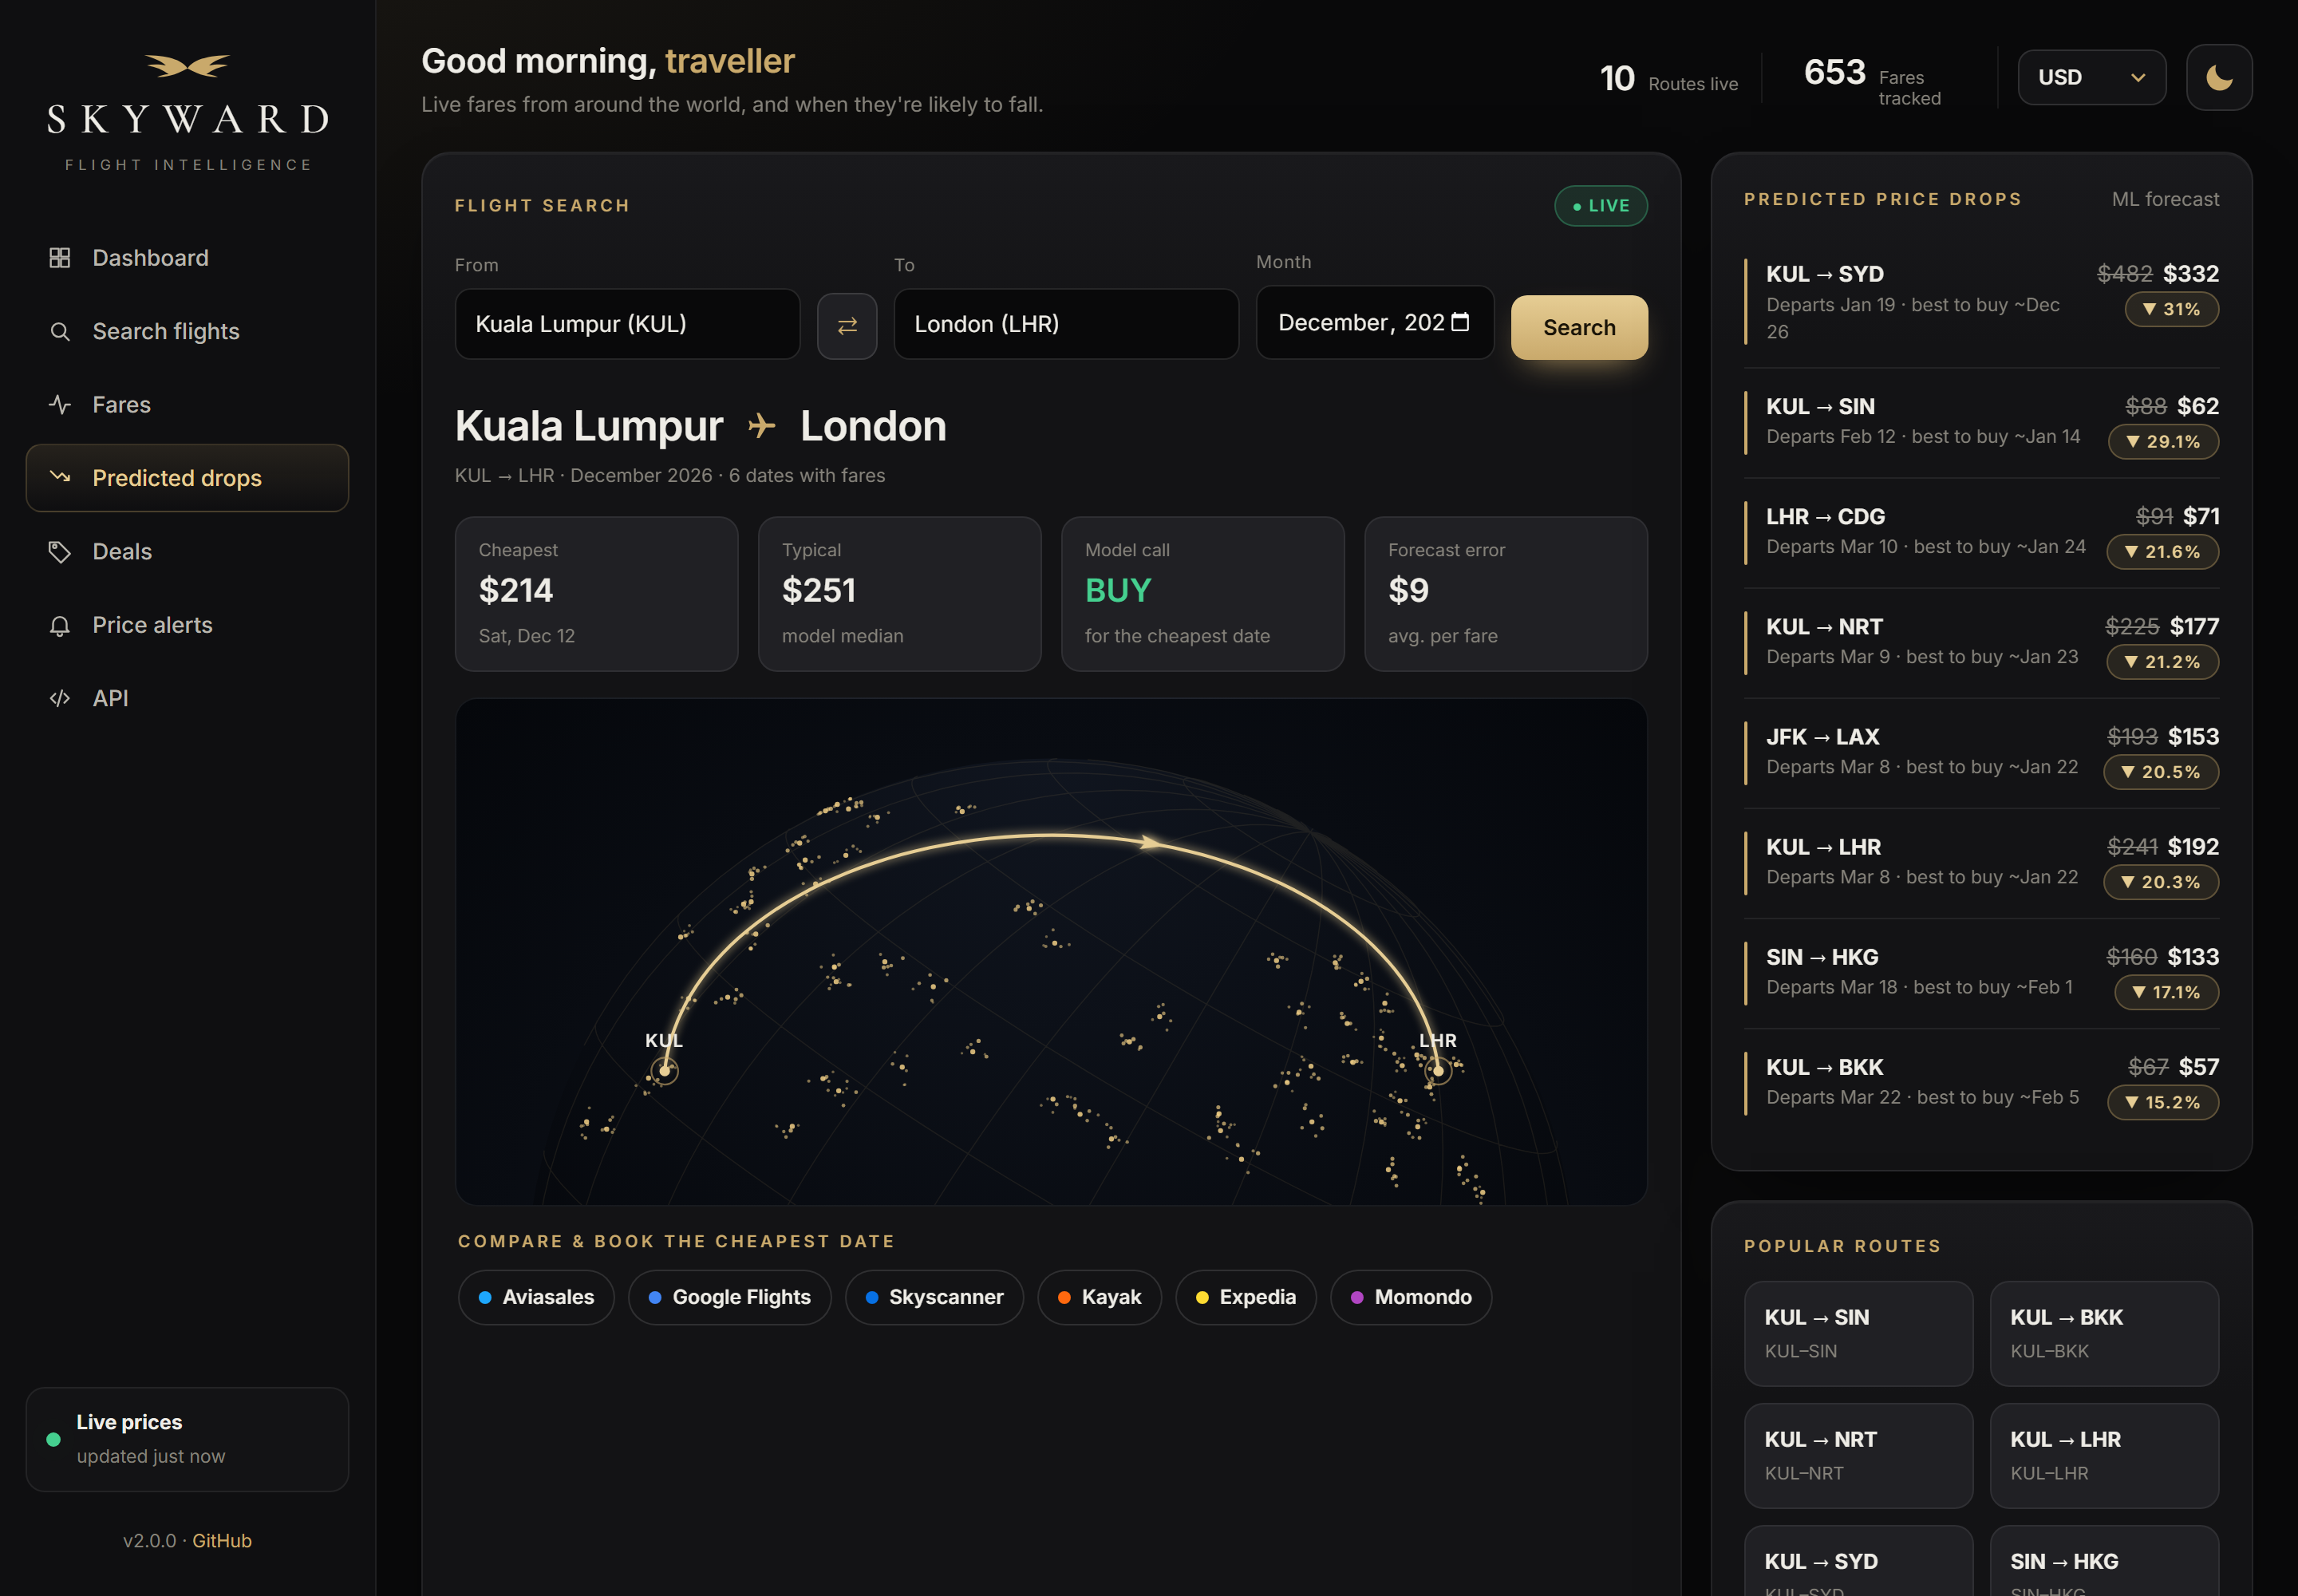 SKYWARD
FLIGHT INTELLIGENCE
Dashboard
Search flights
Fares
Predicted drops
Deals
Price alerts
API
Live prices
updated just now
v2.0.0 · GitHub
Good morning, traveller
Live fares from around the world, and when they're likely to fall.
10 Routes live
653 Fares
tracked
USD
FLIGHT SEARCH
LIVE
From
To
Month
Kuala Lumpur (KUL)
London (LHR)
December, 202
Search
Kuala Lumpur London
KUL → LHR · December 2026 · 6 dates with fares
Cheapest
$214
Sat, Dec 12
Typical
$251
model median
Model call
BUY
for the cheapest date
Forecast error
$9
avg. per fare
KUL
LHR
COMPARE & BOOK THE CHEAPEST DATE
Aviasales
Google Flights
Skyscanner
Kayak
Expedia
Momondo
PREDICTED PRICE DROPS
ML forecast
KUL → SYD $482 $332
Departs Jan 19 · best to buy ~Dec
26
▼ 31%
KUL → SIN $88 $62
Departs Feb 12 · best to buy ~Jan 14
▼ 29.1%
LHR → CDG $91 $71
Departs Mar 10 · best to buy ~Jan 24
▼ 21.6%
KUL → NRT $225 $177
Departs Mar 9 · best to buy ~Jan 23
▼ 21.2%
JFK → LAX $193 $153
Departs Mar 8 · best to buy ~Jan 22
▼ 20.5%
KUL → LHR $241 $192
Departs Mar 8 · best to buy ~Jan 22
▼ 20.3%
SIN → HKG $160 $133
Departs Mar 18 · best to buy ~Feb 1
▼ 17.1%
KUL → BKK $67 $57
Departs Mar 22 · best to buy ~Feb 5
▼ 15.2%
POPULAR ROUTES
KUL → SIN
KUL–SIN
KUL → BKK
KUL–BKK
KUL → NRT
KUL–NRT
KUL → LHR
KUL–LHR
KUL → SYD
KUL–SYD
SIN → HKG
SIN–HKG